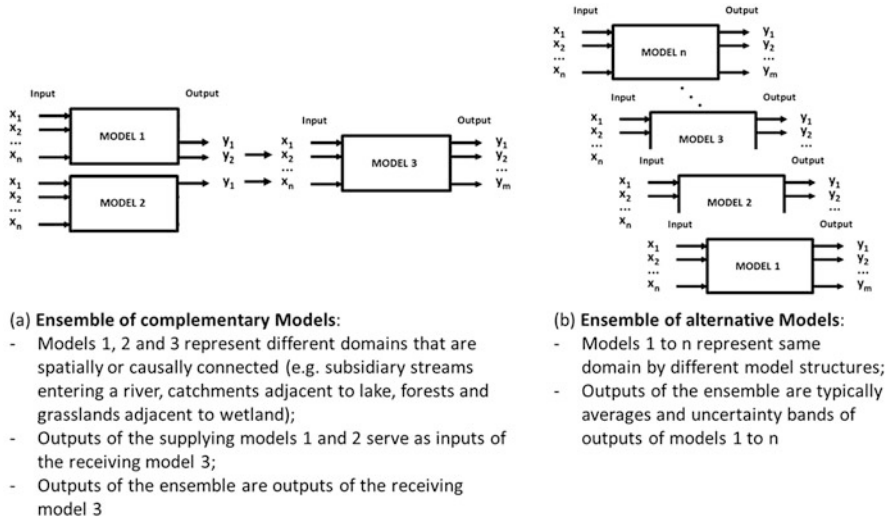 Input Output
x1 y1
x2 MODEL n y2
... ...
xn ym
Input Output
x1 y1
x2 MODEL 3 y2
... ...
xn
Input Output
x1 y1
x2 MODEL 2 y2
... ...
xn
Input Output
x1 y1
x2 MODEL 1 y2
... ...
xn ym
Input Output
x1
x2 MODEL 1 y1
... y2
xn
x1 y1
x2 MODEL 2
...
xn
Input Output
x1 y1
x2 MODEL 3 y2
... ...
xn ym
(a) Ensemble of complementary Models:
- Models 1, 2 and 3 represent different domains that are
spatially or causally connected (e.g. subsidiary streams
entering a river, catchments adjacent to lake, forests and
grasslands adjacent to wetland);
- Outputs of the supplying models 1 and 2 serve as inputs of
the receiving model 3;
- Outputs of the ensemble are outputs of the receiving
model 3
(b) Ensemble of alternative Models:
- Models 1 to n represent same
domain by different model structures;
- Outputs of the ensemble are typically
averages and uncertainty bands of
outputs of models 1 to n